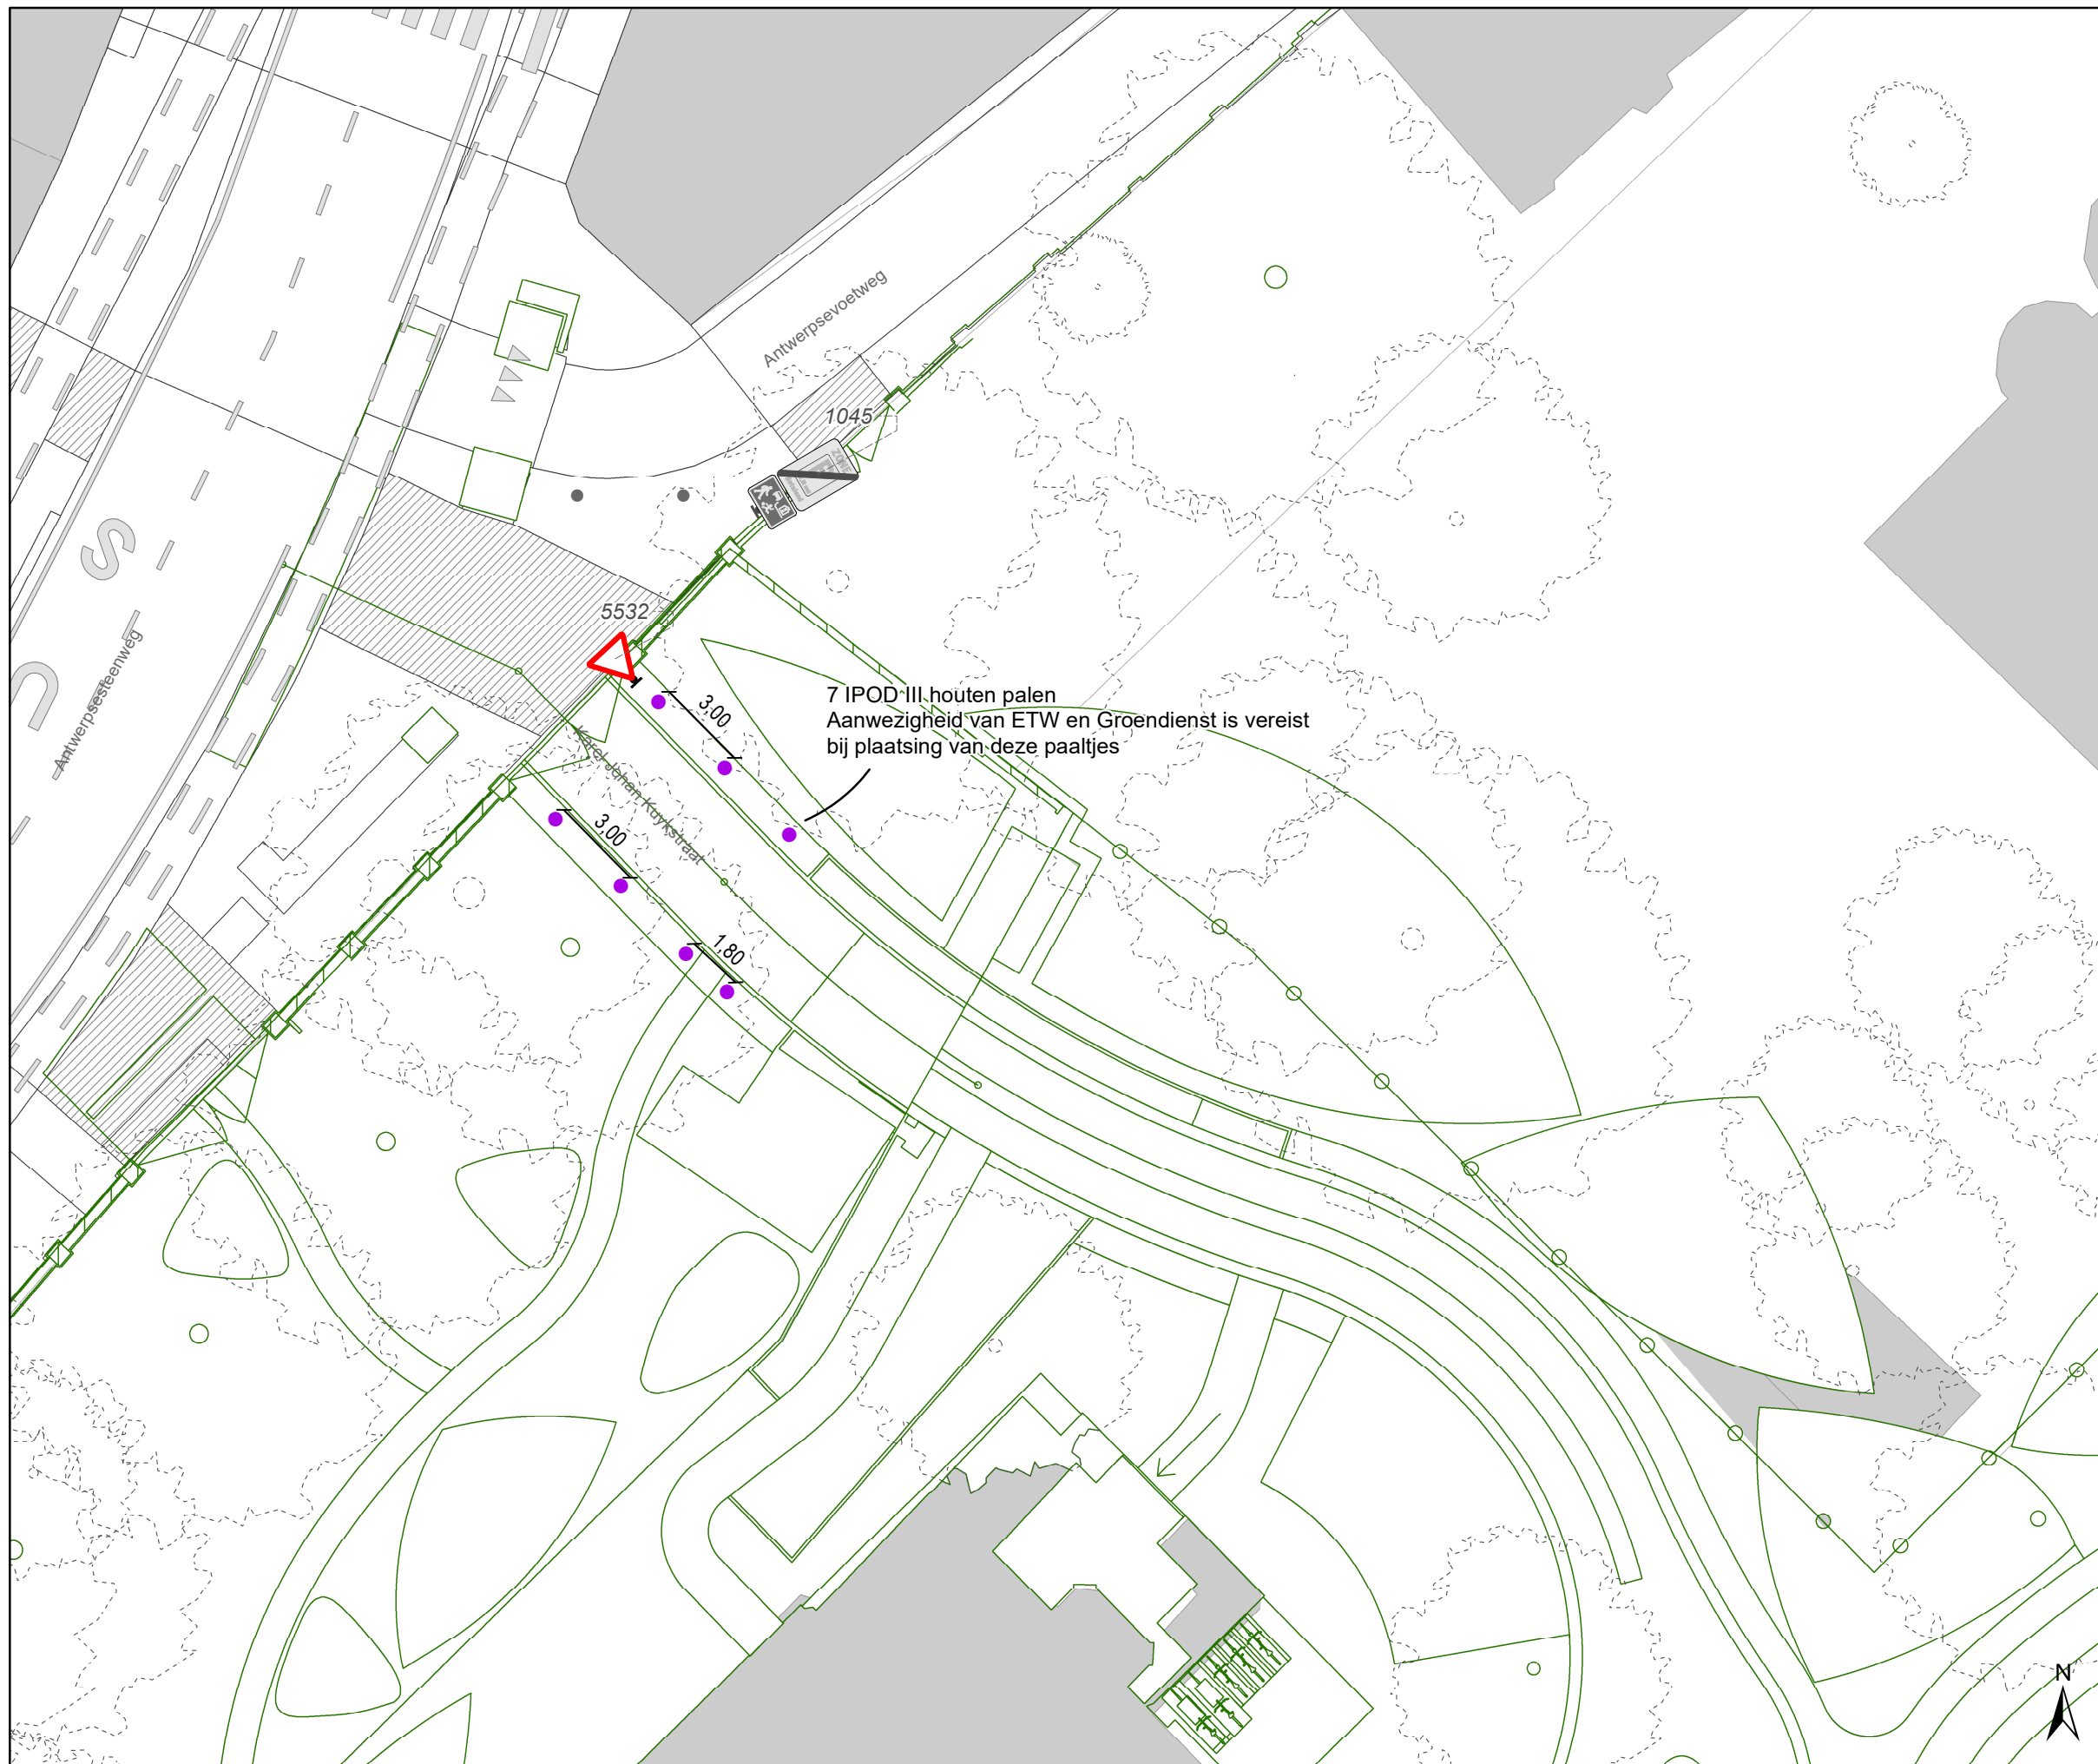 Antwerpsevoetweg
1045
ZONE
S
U
5532
Antwerpsesteenweg
7 IPOD III houten palen
Aanwezigheid van ETW en Groendienst is vereist
bij plaatsing van deze paaltjes
3,00
Karel Johan Kuykstraat
3,00
1,80
N